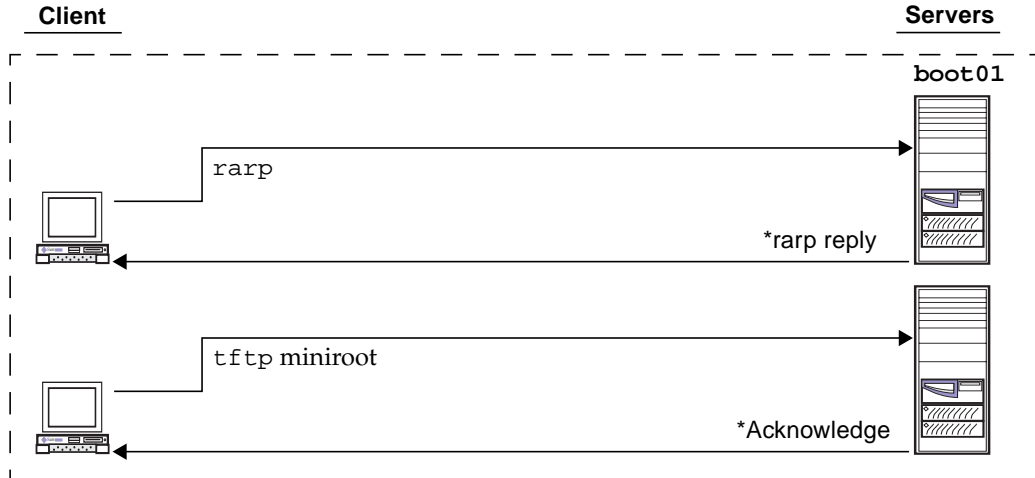 Client
Servers
boot01
rarp
*rarp reply
tftp miniroot
*Acknowledge